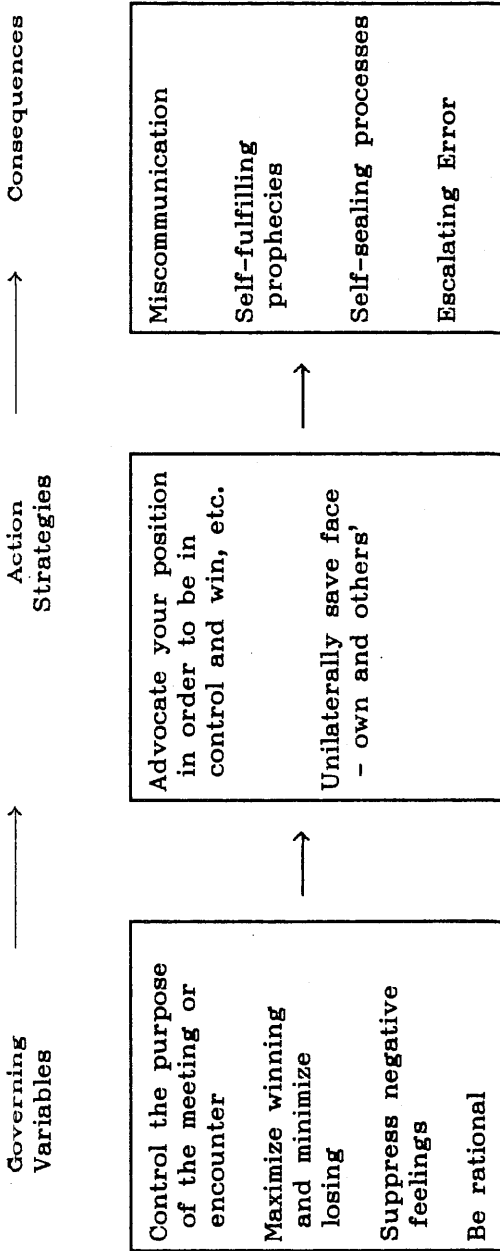 Governing
Variables
Action
Strategies
Consequences
Control the purpose
of the meeting or
encounter
Maximize winning
and minimize
losing
Suppress negative
feelings
Be rational
Advocate your position
in order to be in
control and win, etc.
Unilaterally save face
- own and others'
Miscommunication
Self-fulfilling
prophecies
Self-sealing processes
Escalating Error